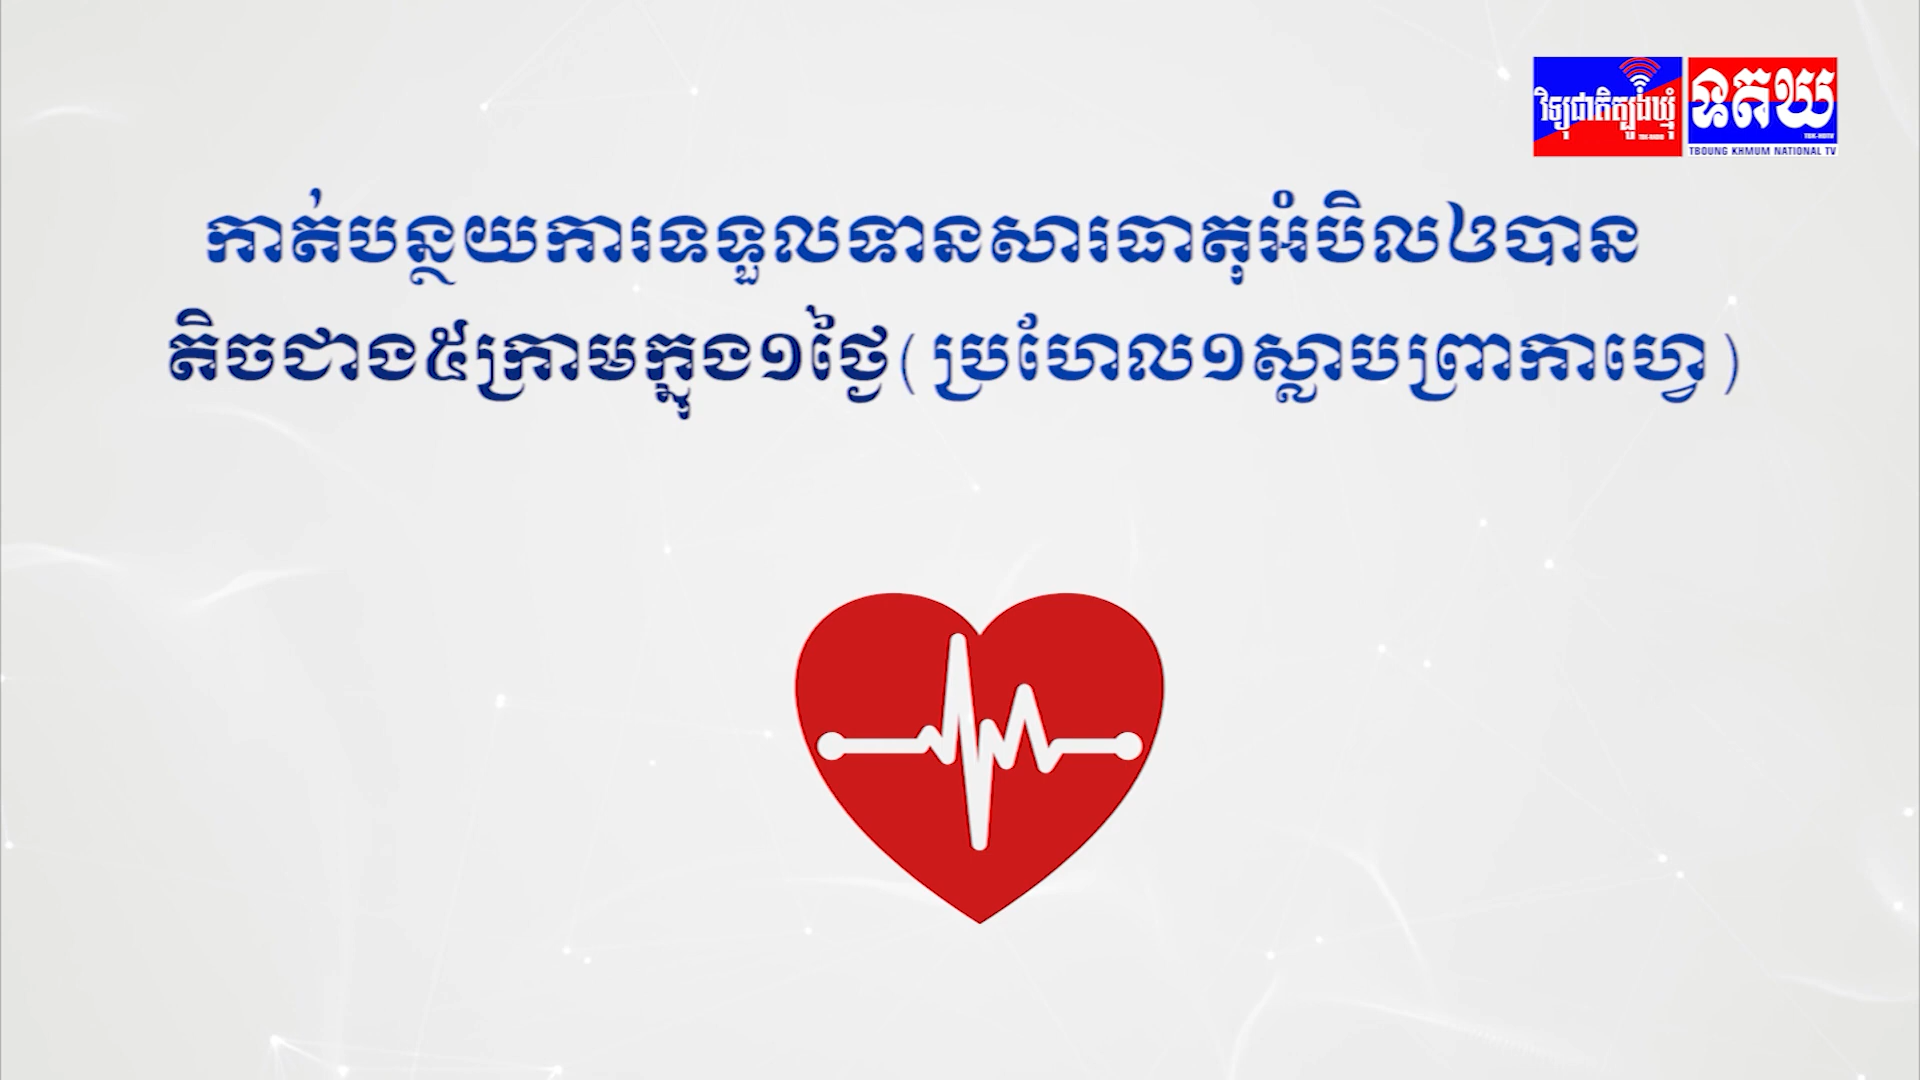 វិទ្យុជាតិត្បូងឃ្មុំ
ទតឃ
TBOUNG KHMUM NATIONAL TV
កាត់បន្ថយការទទួលទានសារធាតុអំបិលឲបាន
តិចជាង៥ក្រាមក្នុង១ថ្ងៃ(ប្រហែល១ស្លាបព្រាកាហ្វេ)